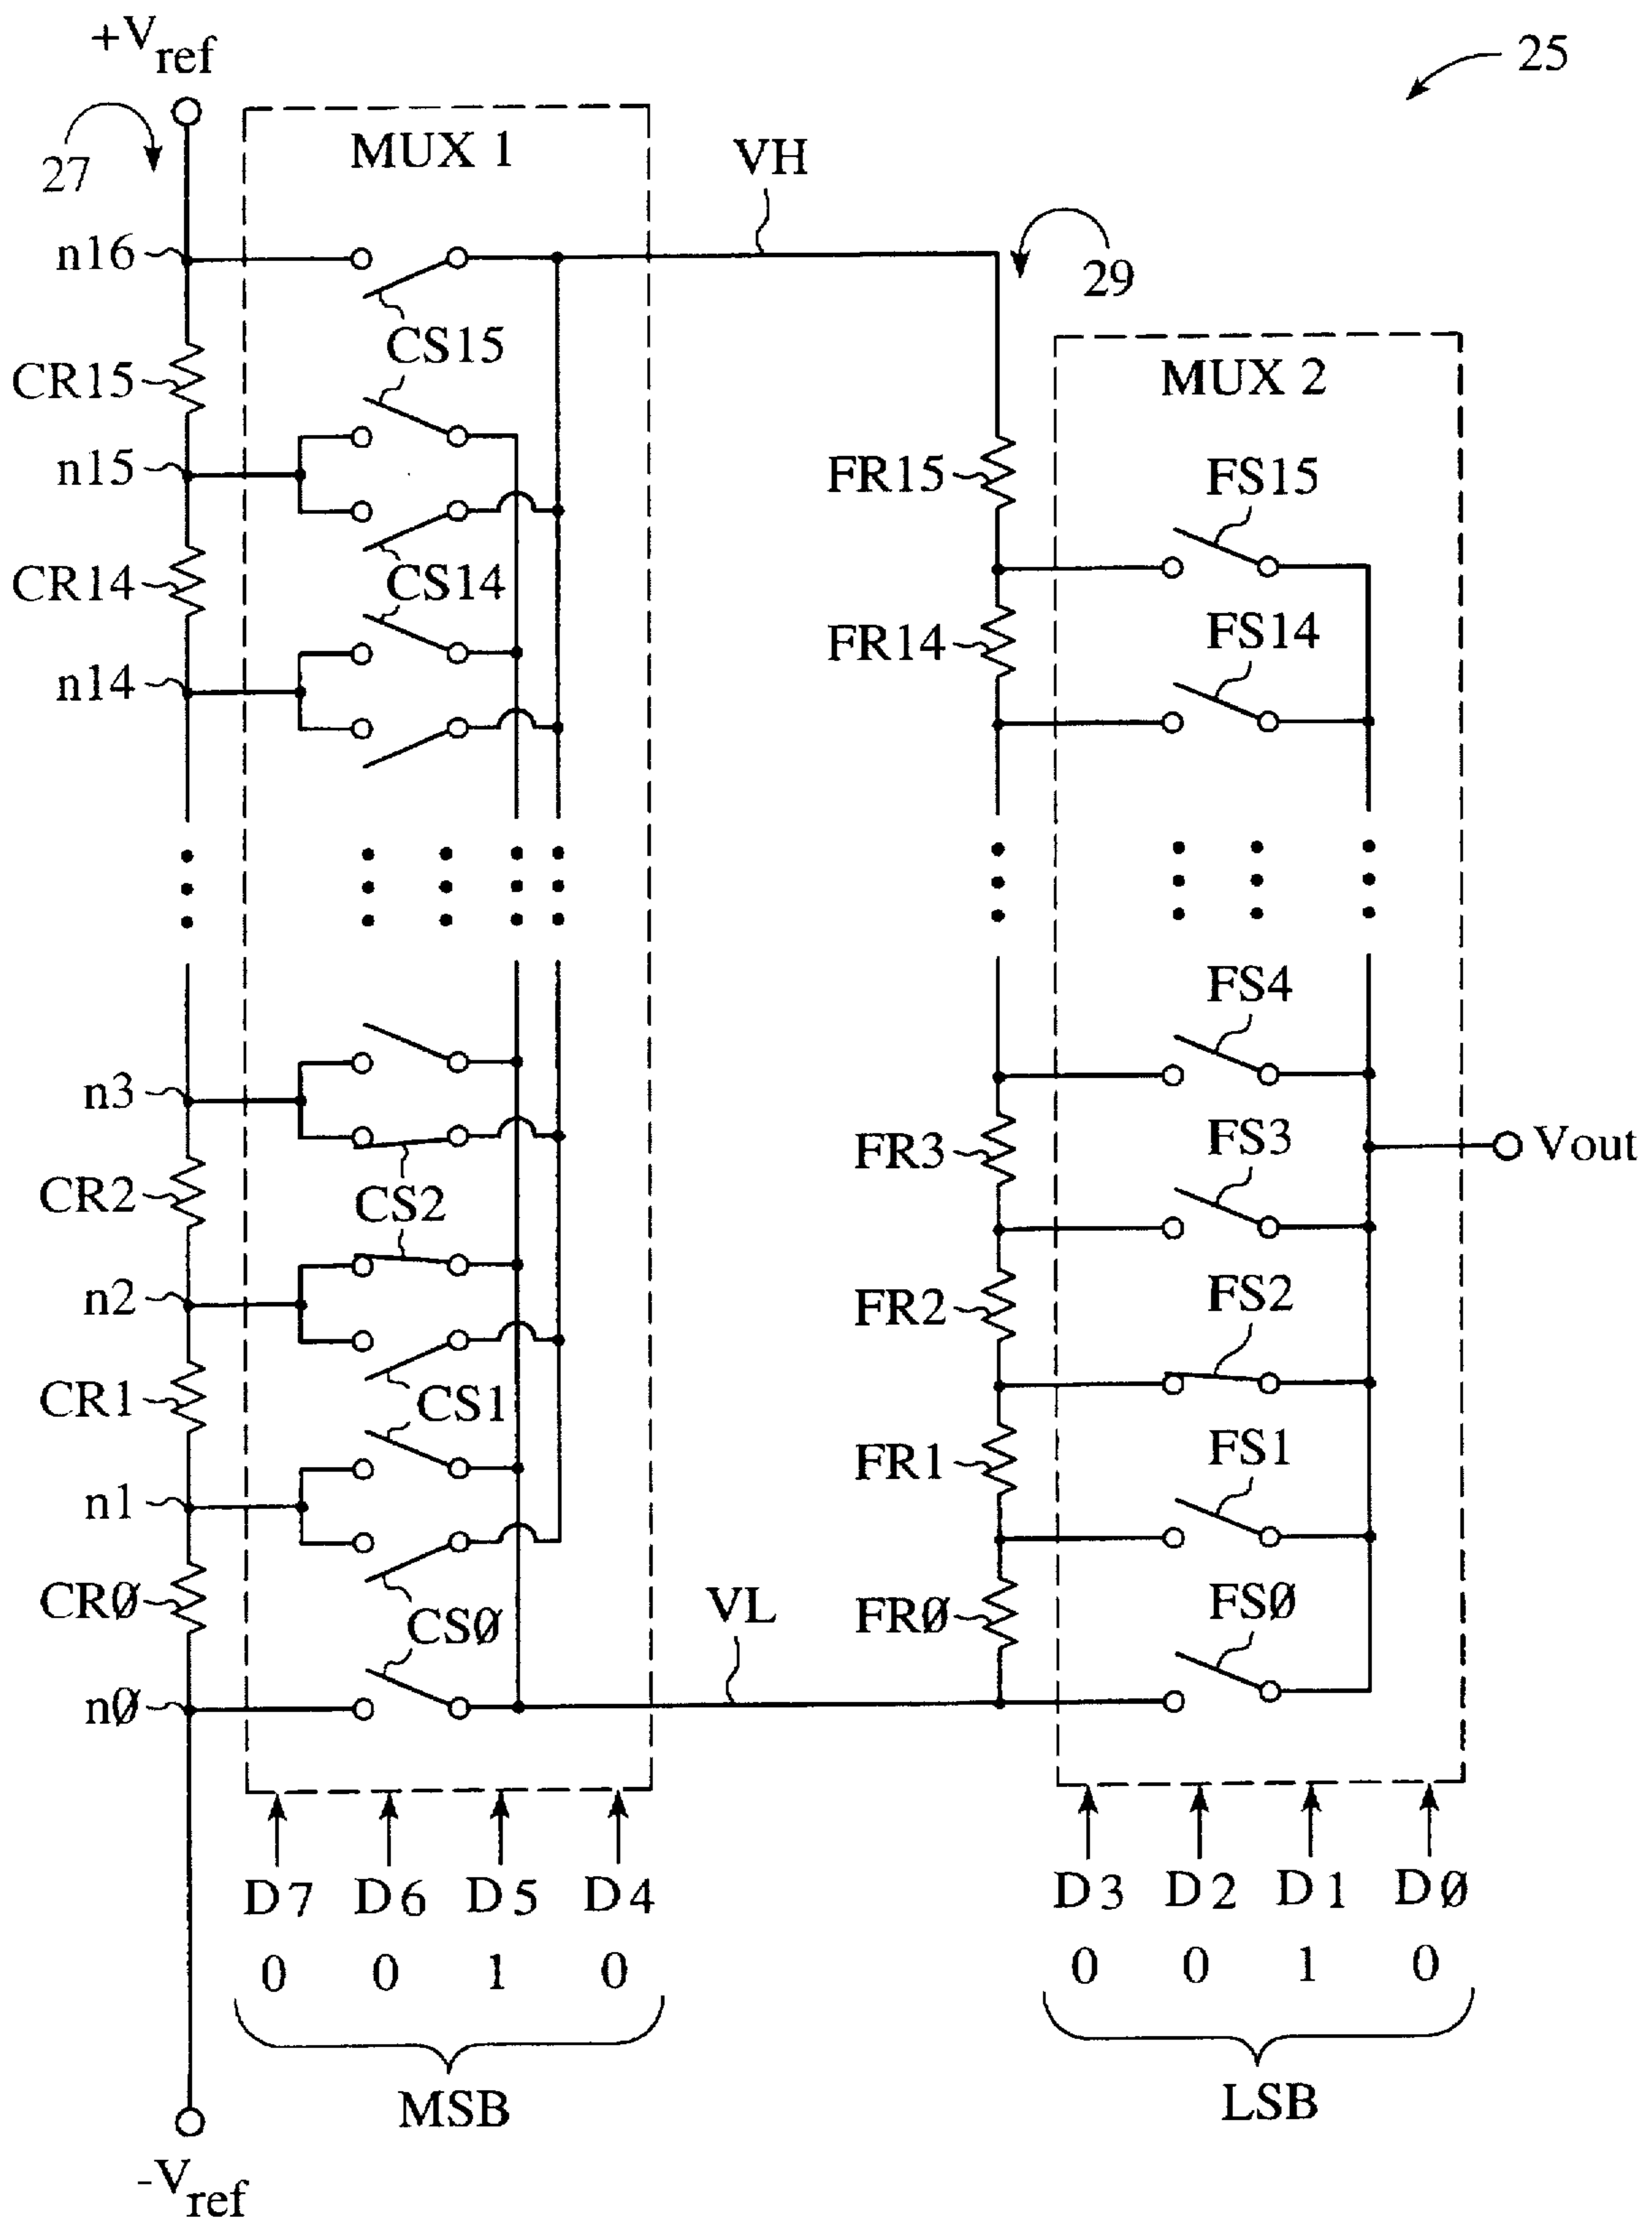 +Vref
25
27
MUX 1
VH
n16
29
CS15
MUX 2
CR15
n15
FR15
FS15
CR14
CS14
FR14
FS14
n14
FS4
n3
FR3
FS3
Vout
CR2
CS2
n2
FR2
FS2
CR1
CS1
FR1
FS1
n1
CRØ
CSØ
VL
FRØ
FSØ
nØ
D7 D6 D5 D4
D3 D2 D1 DØ
0 0 1 0
0 0 1 0
MSB
LSB
-Vref